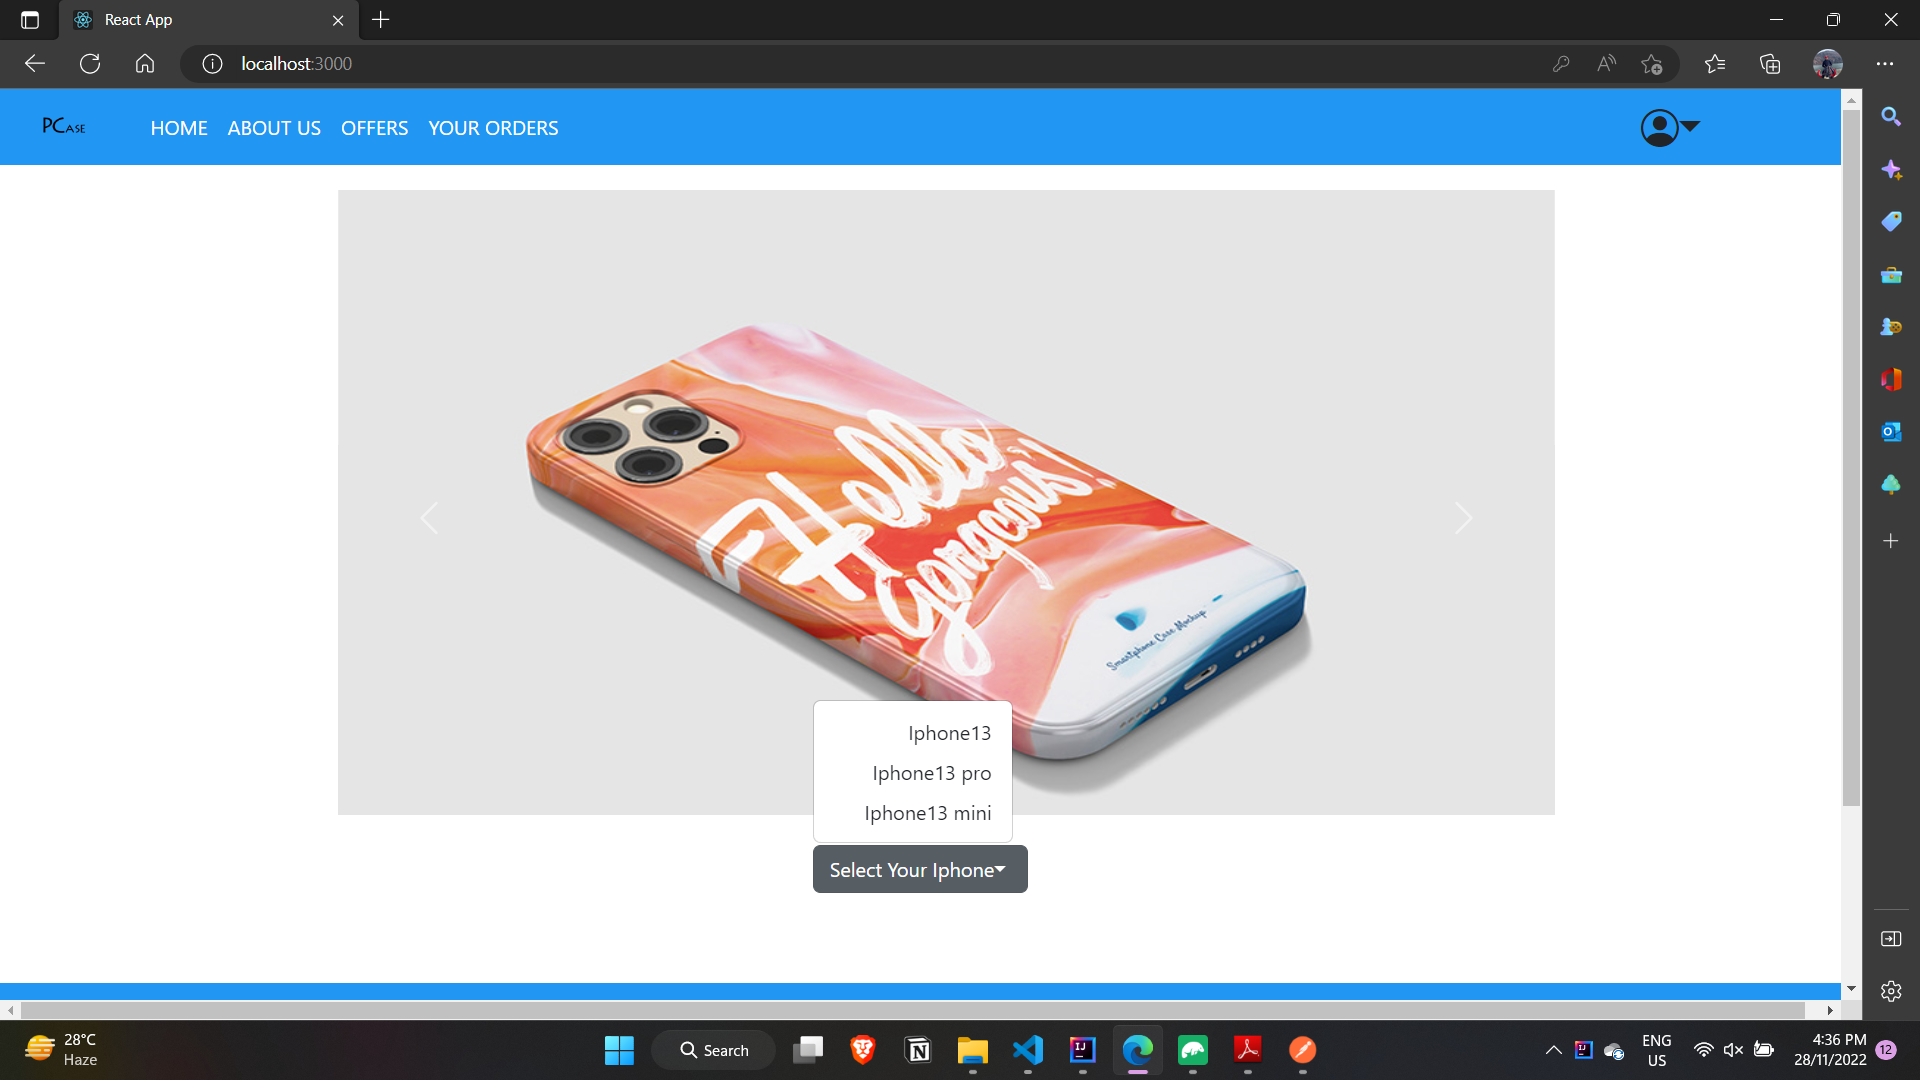 React App
localhost:3000
PCASE
HOME ABOUT US OFFERS YOUR ORDERS
Hello
Gorgeous!
Smartphone Case Mockup
Iphone13
Iphone13 pro
Iphone13 mini
Select Your Iphone
28°C
Haze
Search
ENG
US
4:36 PM
28/11/2022
12